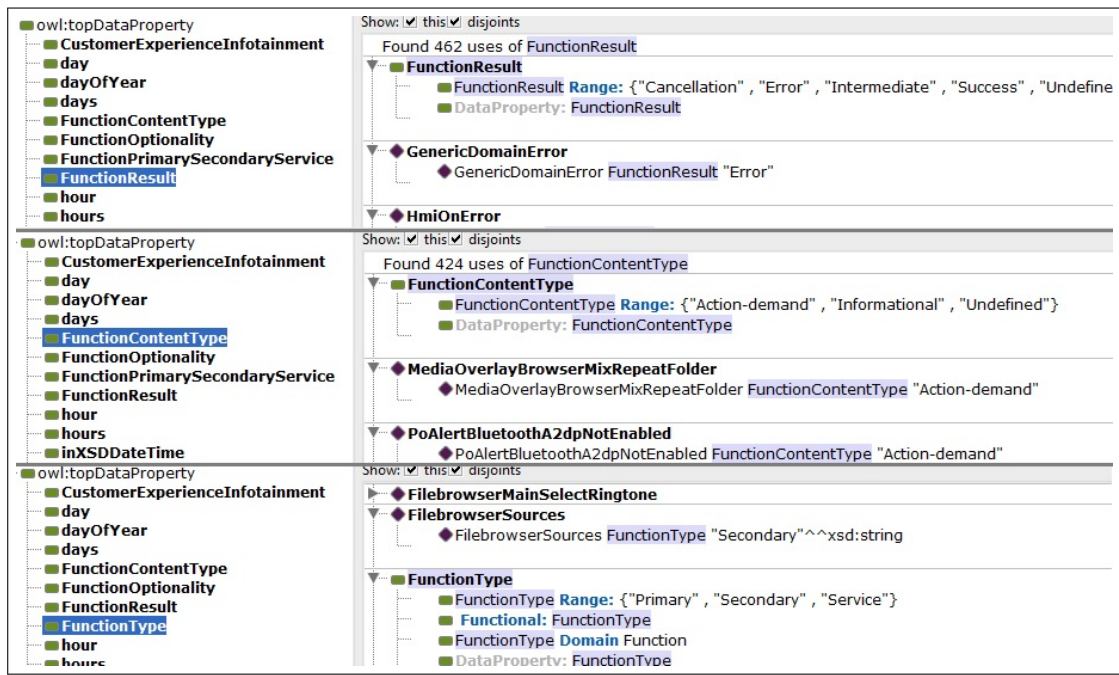 owl:topDataProperty
CustomerExperienceInfotainment
day
dayOfYear
days
FunctionContentType
FunctionOptionality
FunctionPrimarySecondaryService
FunctionResult
hour
hours
Show: this disjoints
Found 462 uses of FunctionResult
FunctionResult
FunctionResult Range: {"Cancellation" , "Error" , "Intermediate" , "Success" , "Undefine
DataProperty: FunctionResult
GenericDomainError
GenericDomainError FunctionResult "Error"
HmiOnError
owl:topDataProperty
CustomerExperienceInfotainment
day
dayOfYear
days
FunctionContentType
FunctionOptionality
FunctionPrimarySecondaryService
FunctionResult
hour
hours
inXSDDateTime
Show: this disjoints
Found 424 uses of FunctionContentType
FunctionContentType
FunctionContentType Range: {"Action-demand" , "Informational" , "Undefined"}
DataProperty: FunctionContentType
MediaOverlayBrowserMixRepeatFolder
MediaOverlayBrowserMixRepeatFolder FunctionContentType "Action-demand"
PoAlertBluetoothA2dpNotEnabled
PoAlertBluetoothA2dpNotEnabled FunctionContentType "Action-demand"
owl:topDataProperty
CustomerExperienceInfotainment
day
dayOfYear
days
FunctionContentType
FunctionOptionality
FunctionResult
FunctionType
hour
hours
Show: this disjoints
FilebrowserMainSelectRingtone
FilebrowserSources
FilebrowserSources FunctionType "Secondary"^^xsd:string
FunctionType
FunctionType Range: {"Primary" , "Secondary" , "Service"}
Functional: FunctionType
FunctionType Domain Function
DataProperty: FunctionType